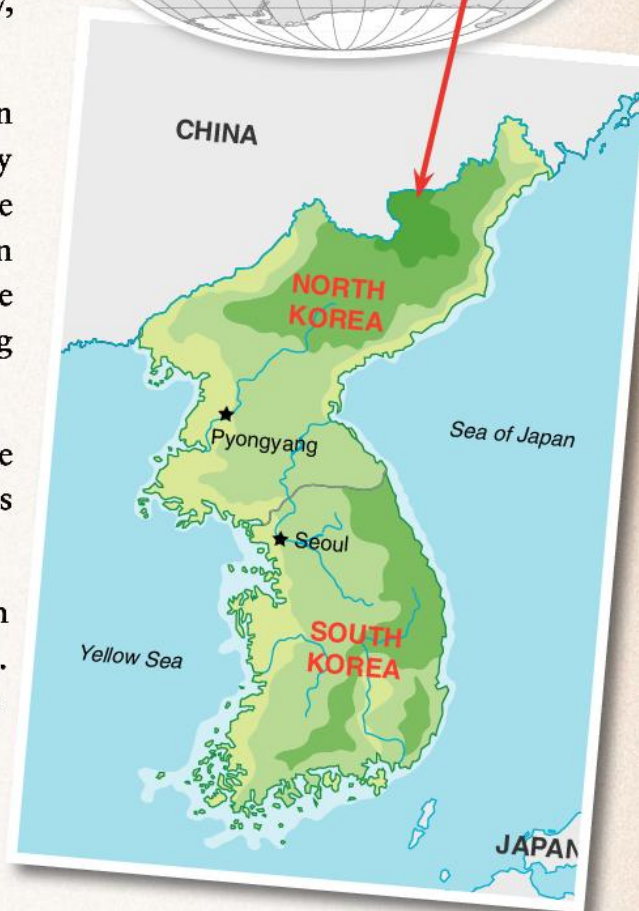 CHINA
NORTH
KOREA
Pyongyang
Sea of Japan
Seoul
Yellow Sea
SOUTH
KOREA
JAPAN